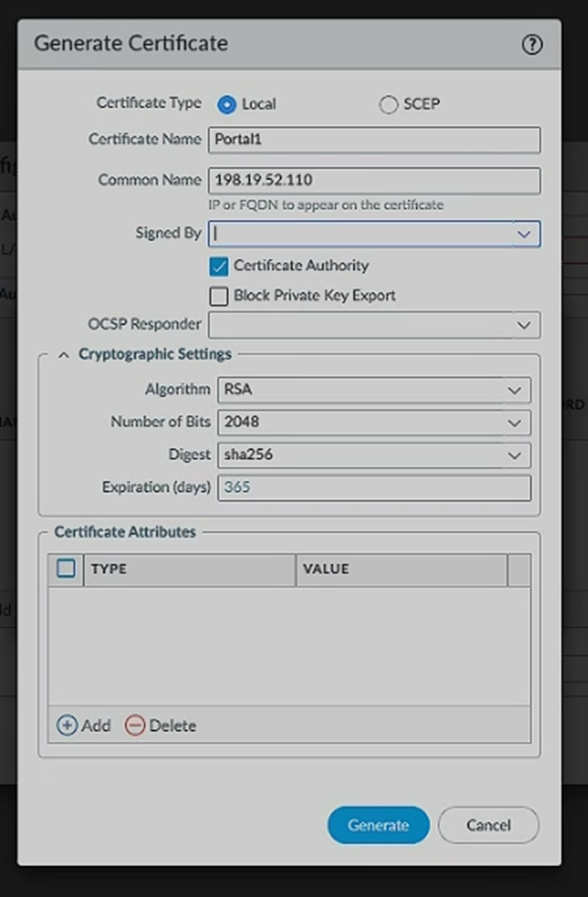 Generate Certificate ?
Certificate Type Local SCEP
Certificate Name Portal1
Common Name 198.19.52.110
IP or FQDN to appear on the certificate
Signed By
Certificate Authority
Block Private Key Export
OCSP Responder
Cryptographic Settings
Algorithm RSA
Number of Bits 2048
Digest sha256
Expiration (days) 365
Certificate Attributes
TYPE VALUE
Add Delete
Generate Cancel